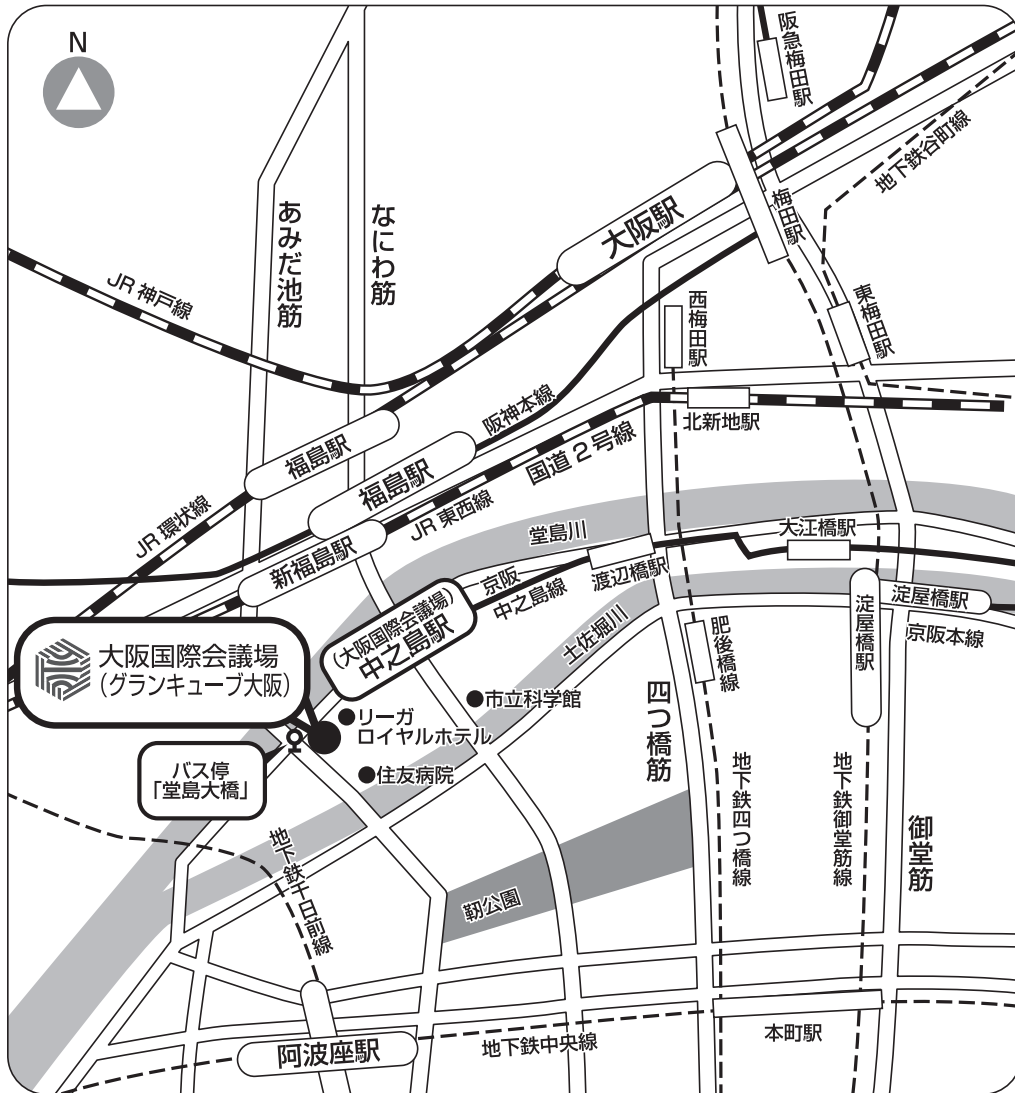 N
阪急梅田駅
地下鉄谷町線
梅田駅
大阪駅
あみだ池筋
なにわ筋
JR 神戸線
西梅田駅
東梅田駅
阪神本線
北新地駅
福島駅
福島駅
国道2号線
JR 環状線
JR 東西線
新福島駅
堂島川
大江橋駅
渡辺橋駅
京阪
中之島線
(大阪国際会議場)
中之島駅
淀屋橋駅
淀屋橋駅
京阪本線
土佐堀川
肥後橋線
大阪国際会議場
(グランキューブ大阪)
市立科学館
リーガ
ロイヤルホテル
四つ橋筋
バス停
「堂島大橋」
住友病院
地下鉄四つ橋線
地下鉄御堂筋線
御堂筋
地下鉄千日前線
靭公園
阿波座駅
地下鉄中央線
本町駅